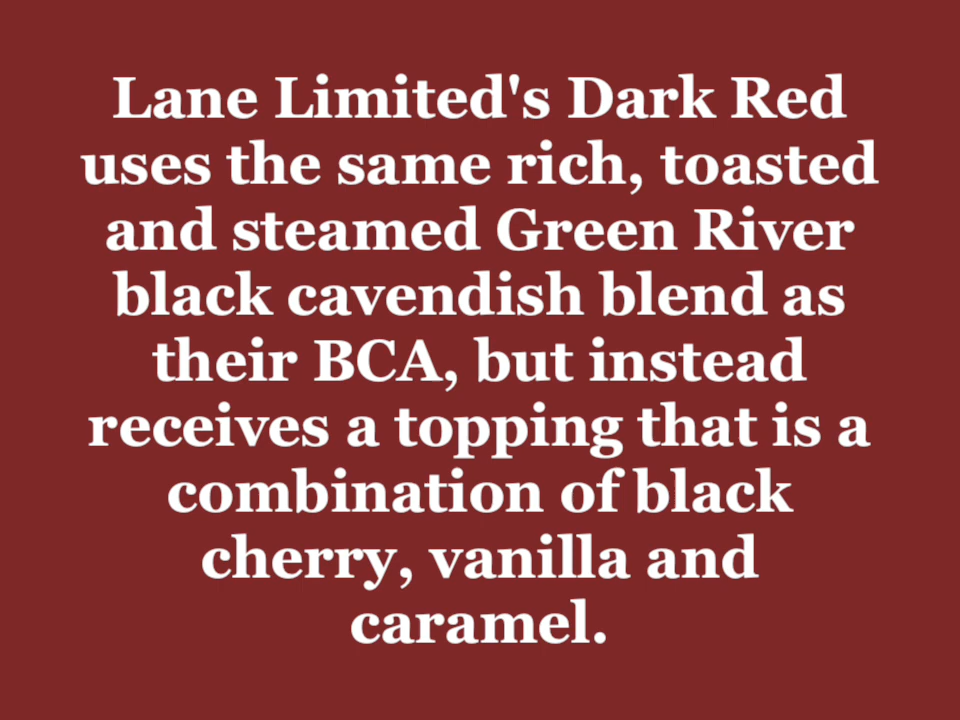 Lane Limited's Dark Red
uses the same rich, toasted
and steamed Green River
black cavendish blend as
their BCA, but instead
receives a topping that is a
combination of black
cherry, vanilla and
caramel.